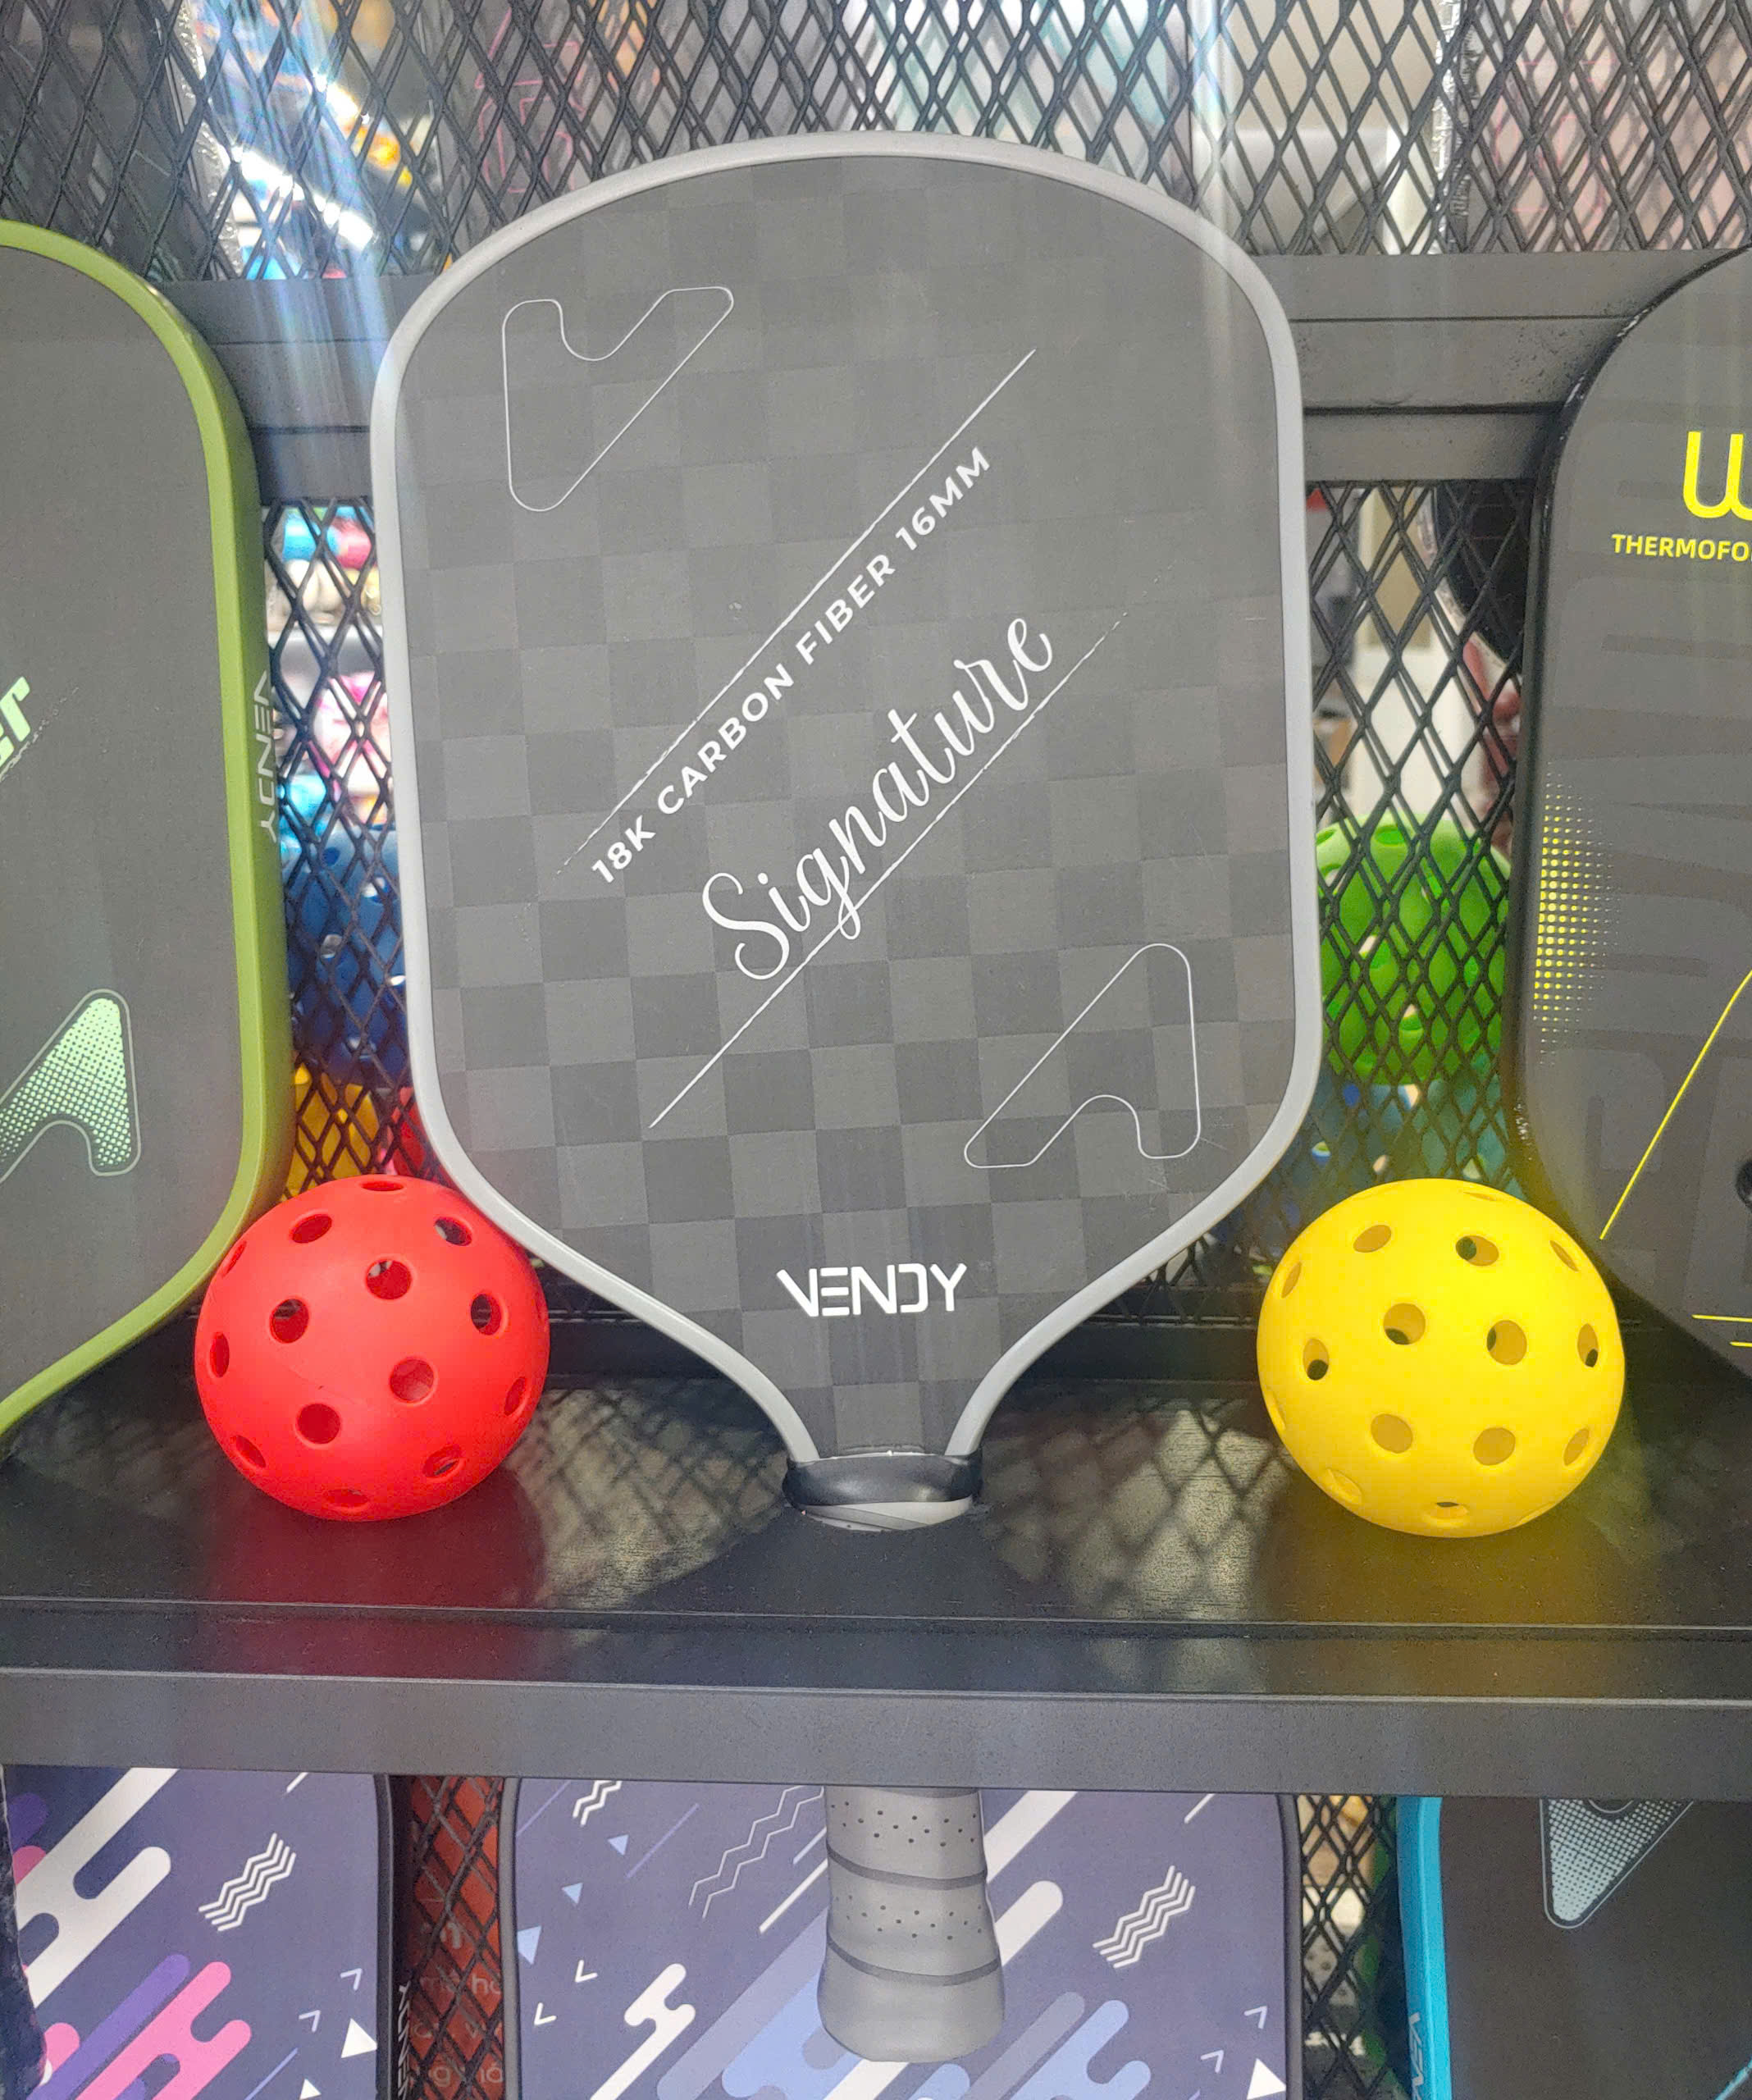 18K CARBON FIBER 16MM
Signature
VENDY
VENDY
THERMOFO